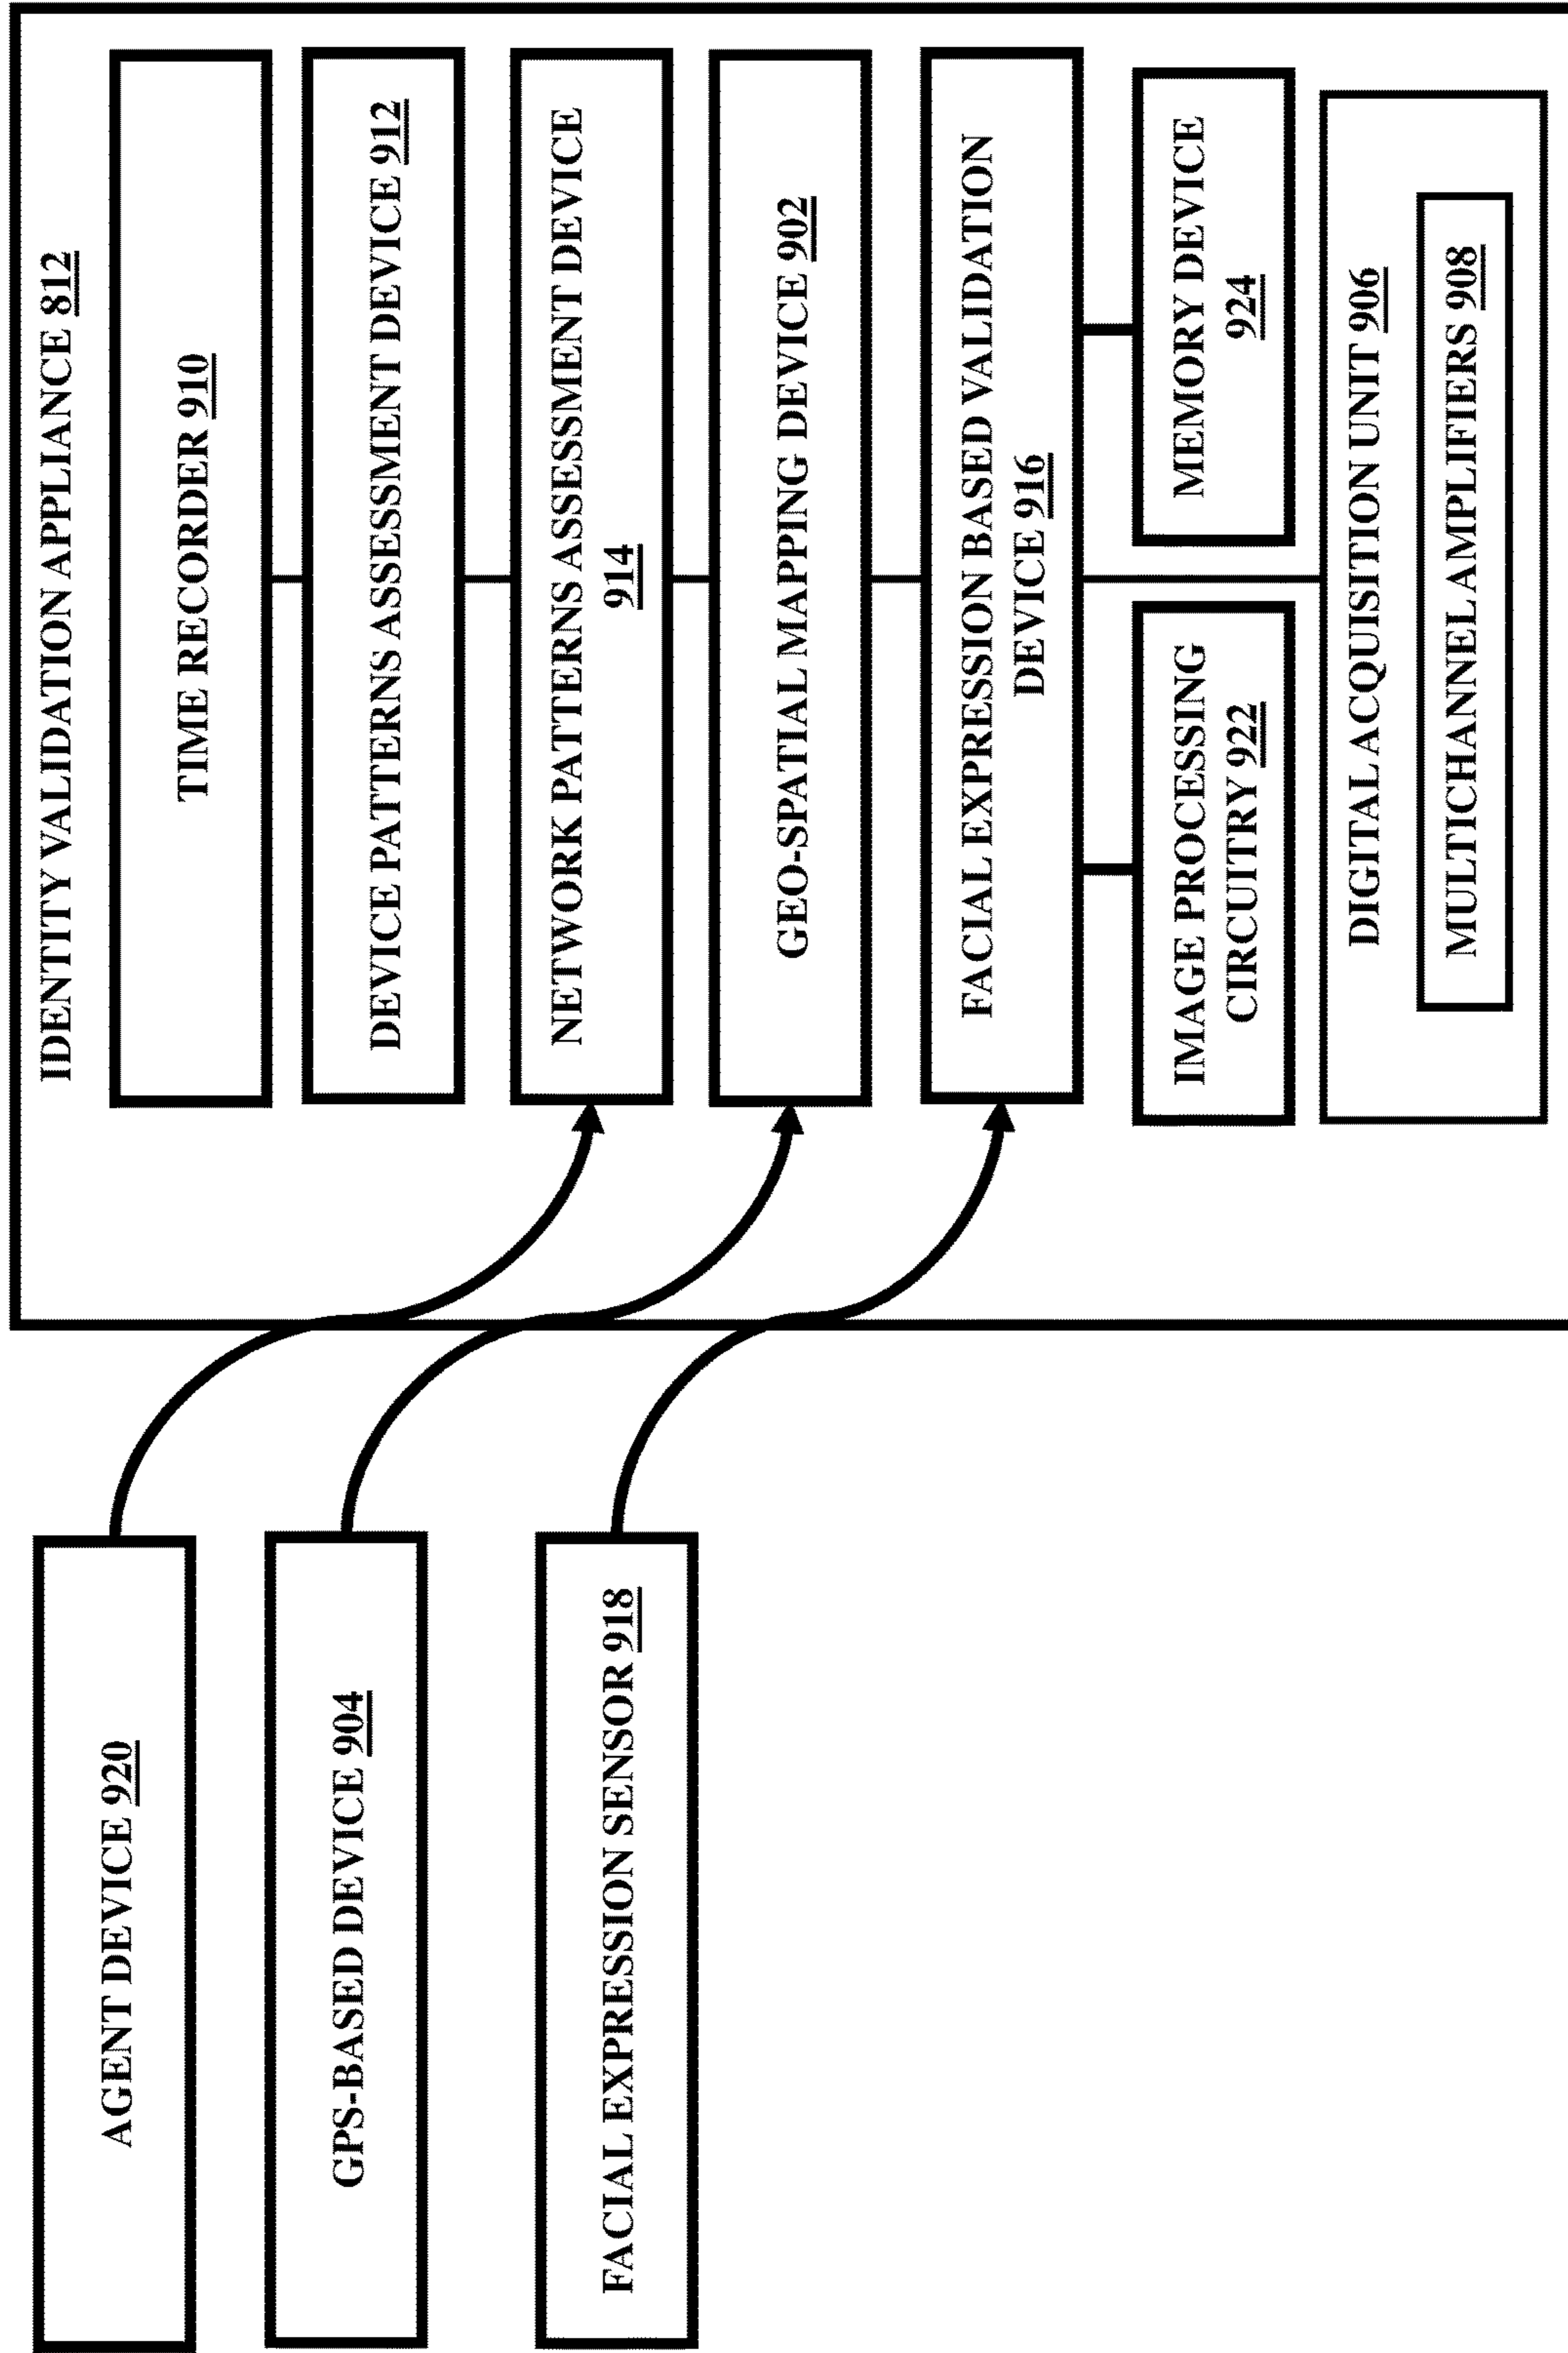 AGENT DEVICE 920
GPS-BASED DEVICE 904
FACIAL EXPRESSION SENSOR 918
IDENTITY VALIDATION APPLIANCE 812
TIME RECORDER 910
DEVICE PATTERNS ASSESSMENT DEVICE 912
NETWORK PATTERNS ASSESSMENT DEVICE
914
GEO-SPATIAL MAPPING DEVICE 902
FACIAL EXPRESSION BASED VALIDATION
DEVICE 916
IMAGE PROCESSING
CIRCUITRY 922
MEMORY DEVICE
924
DIGITAL ACQUISITION UNIT 906
MULTICHANNEL AMPLIFIERS 908